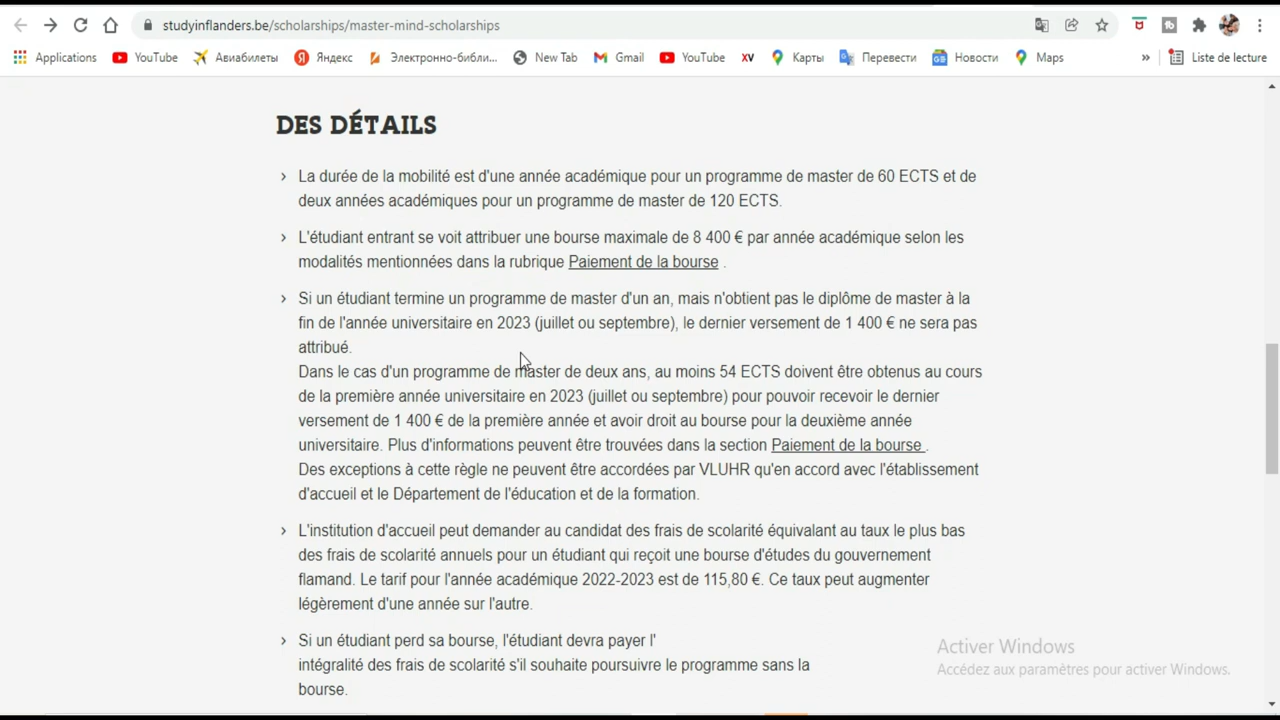 studyinflanders.be/scholarships/master-mind-scholarships
Applications YouTube Авиабилеты Яндекс Электронно-библи... New Tab Gmail YouTube XV Карты Перевести Новости Maps » Liste de lecture
DES DÉTAILS
La durée de la mobilité est d'une année académique pour un programme de master de 60 ECTS et de
deux années académiques pour un programme de master de 120 ECTS.
L'étudiant entrant se voit attribuer une bourse maximale de 8 400 € par année académique selon les
modalités mentionnées dans la rubrique Paiement de la bourse .
Si un étudiant termine un programme de master d'un an, mais n'obtient pas le diplôme de master à la
fin de l'année universitaire en 2023 (juillet ou septembre), le dernier versement de 1 400 € ne sera pas
attribué.
Dans le cas d'un programme de master de deux ans, au moins 54 ECTS doivent être obtenus au cours
de la première année universitaire en 2023 (juillet ou septembre) pour pouvoir recevoir le dernier
versement de 1 400 € de la première année et avoir droit au bourse pour la deuxième année
universitaire. Plus d'informations peuvent être trouvées dans la section Paiement de la bourse .
Des exceptions à cette règle ne peuvent être accordées par VLUHR qu'en accord avec l'établissement
d'accueil et le Département de l'éducation et de la formation.
L'institution d'accueil peut demander au candidat des frais de scolarité équivalant au taux le plus bas
des frais de scolarité annuels pour un étudiant qui reçoit une bourse d'études du gouvernement
flamand. Le tarif pour l'année académique 2022-2023 est de 115,80 €. Ce taux peut augmenter
légèrement d'une année sur l'autre.
Si un étudiant perd sa bourse, l'étudiant devra payer l'
intégralité des frais de scolarité s'il souhaite poursuivre le programme sans la
bourse.
Activer Windows
Accédez aux paramètres pour activer Windows.